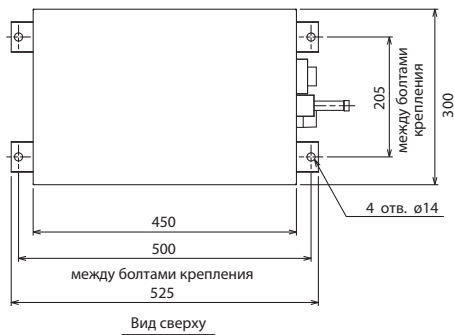 205
между болтами
крепления
300
4 отв. ø14
450
500
между болтами крепления
525
Вид сверху